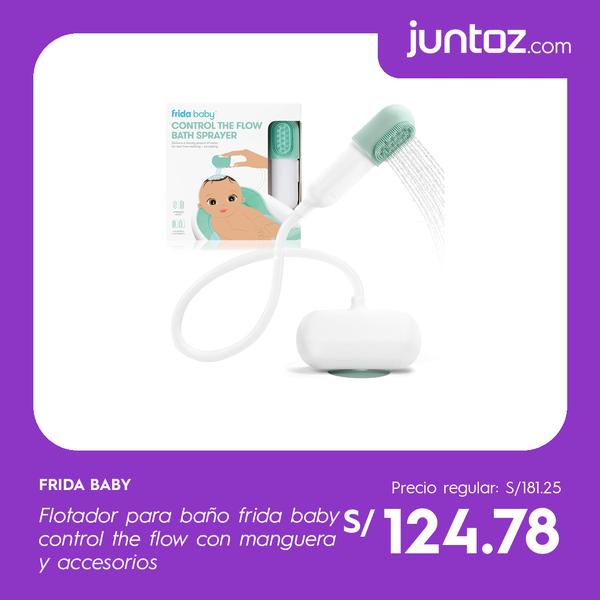 juntoz.com
frida baby
CONTROL THE FLOW
BATH SPRAYER
FRIDA BABY
Flotador para baño frida baby
control the flow con manguera
y accesorios
Precio regular: S/181.25
S/ 124.78